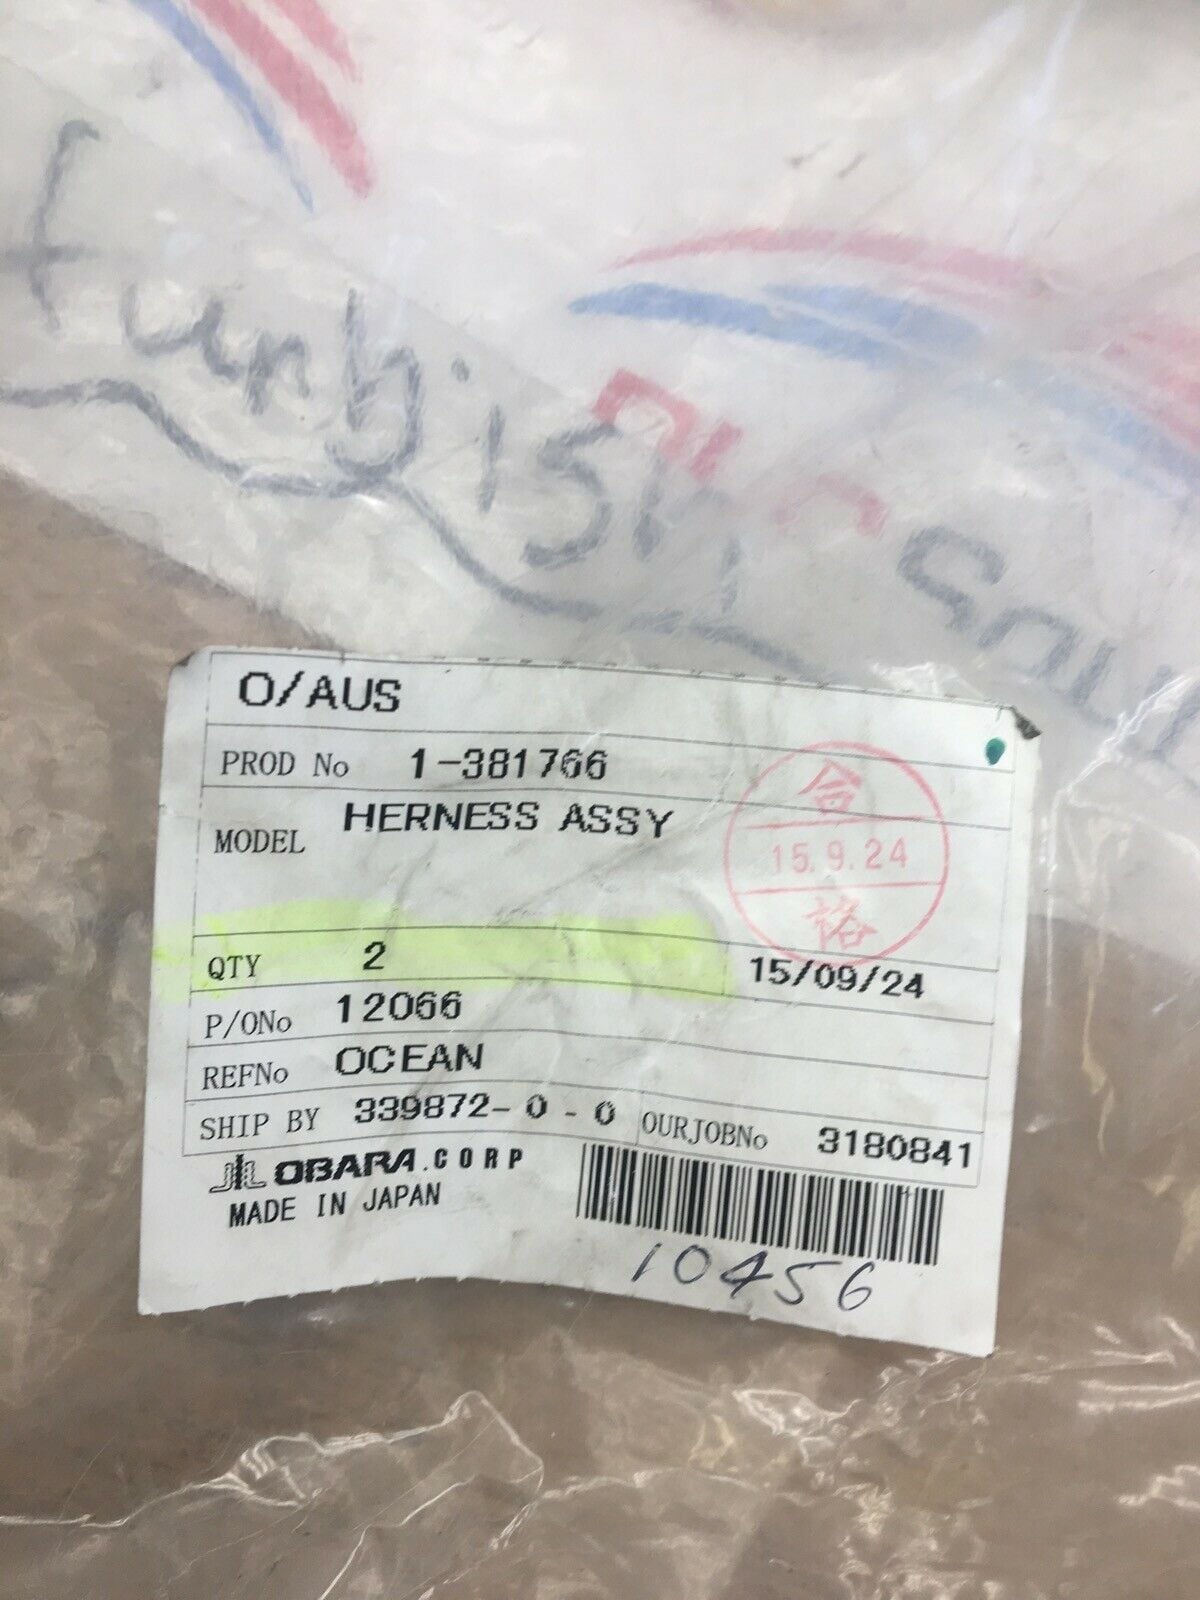 O/AUS
PROD No 1-381766
MODEL HERNESS ASSY
合
15.9.24
格
QTY 2 15/09/24
P/ONo 12066
REFNo OCEAN
SHIP BY 339872-0-0 OURJOBNo 3180841
OBARA.CORP
MADE IN JAPAN
10456